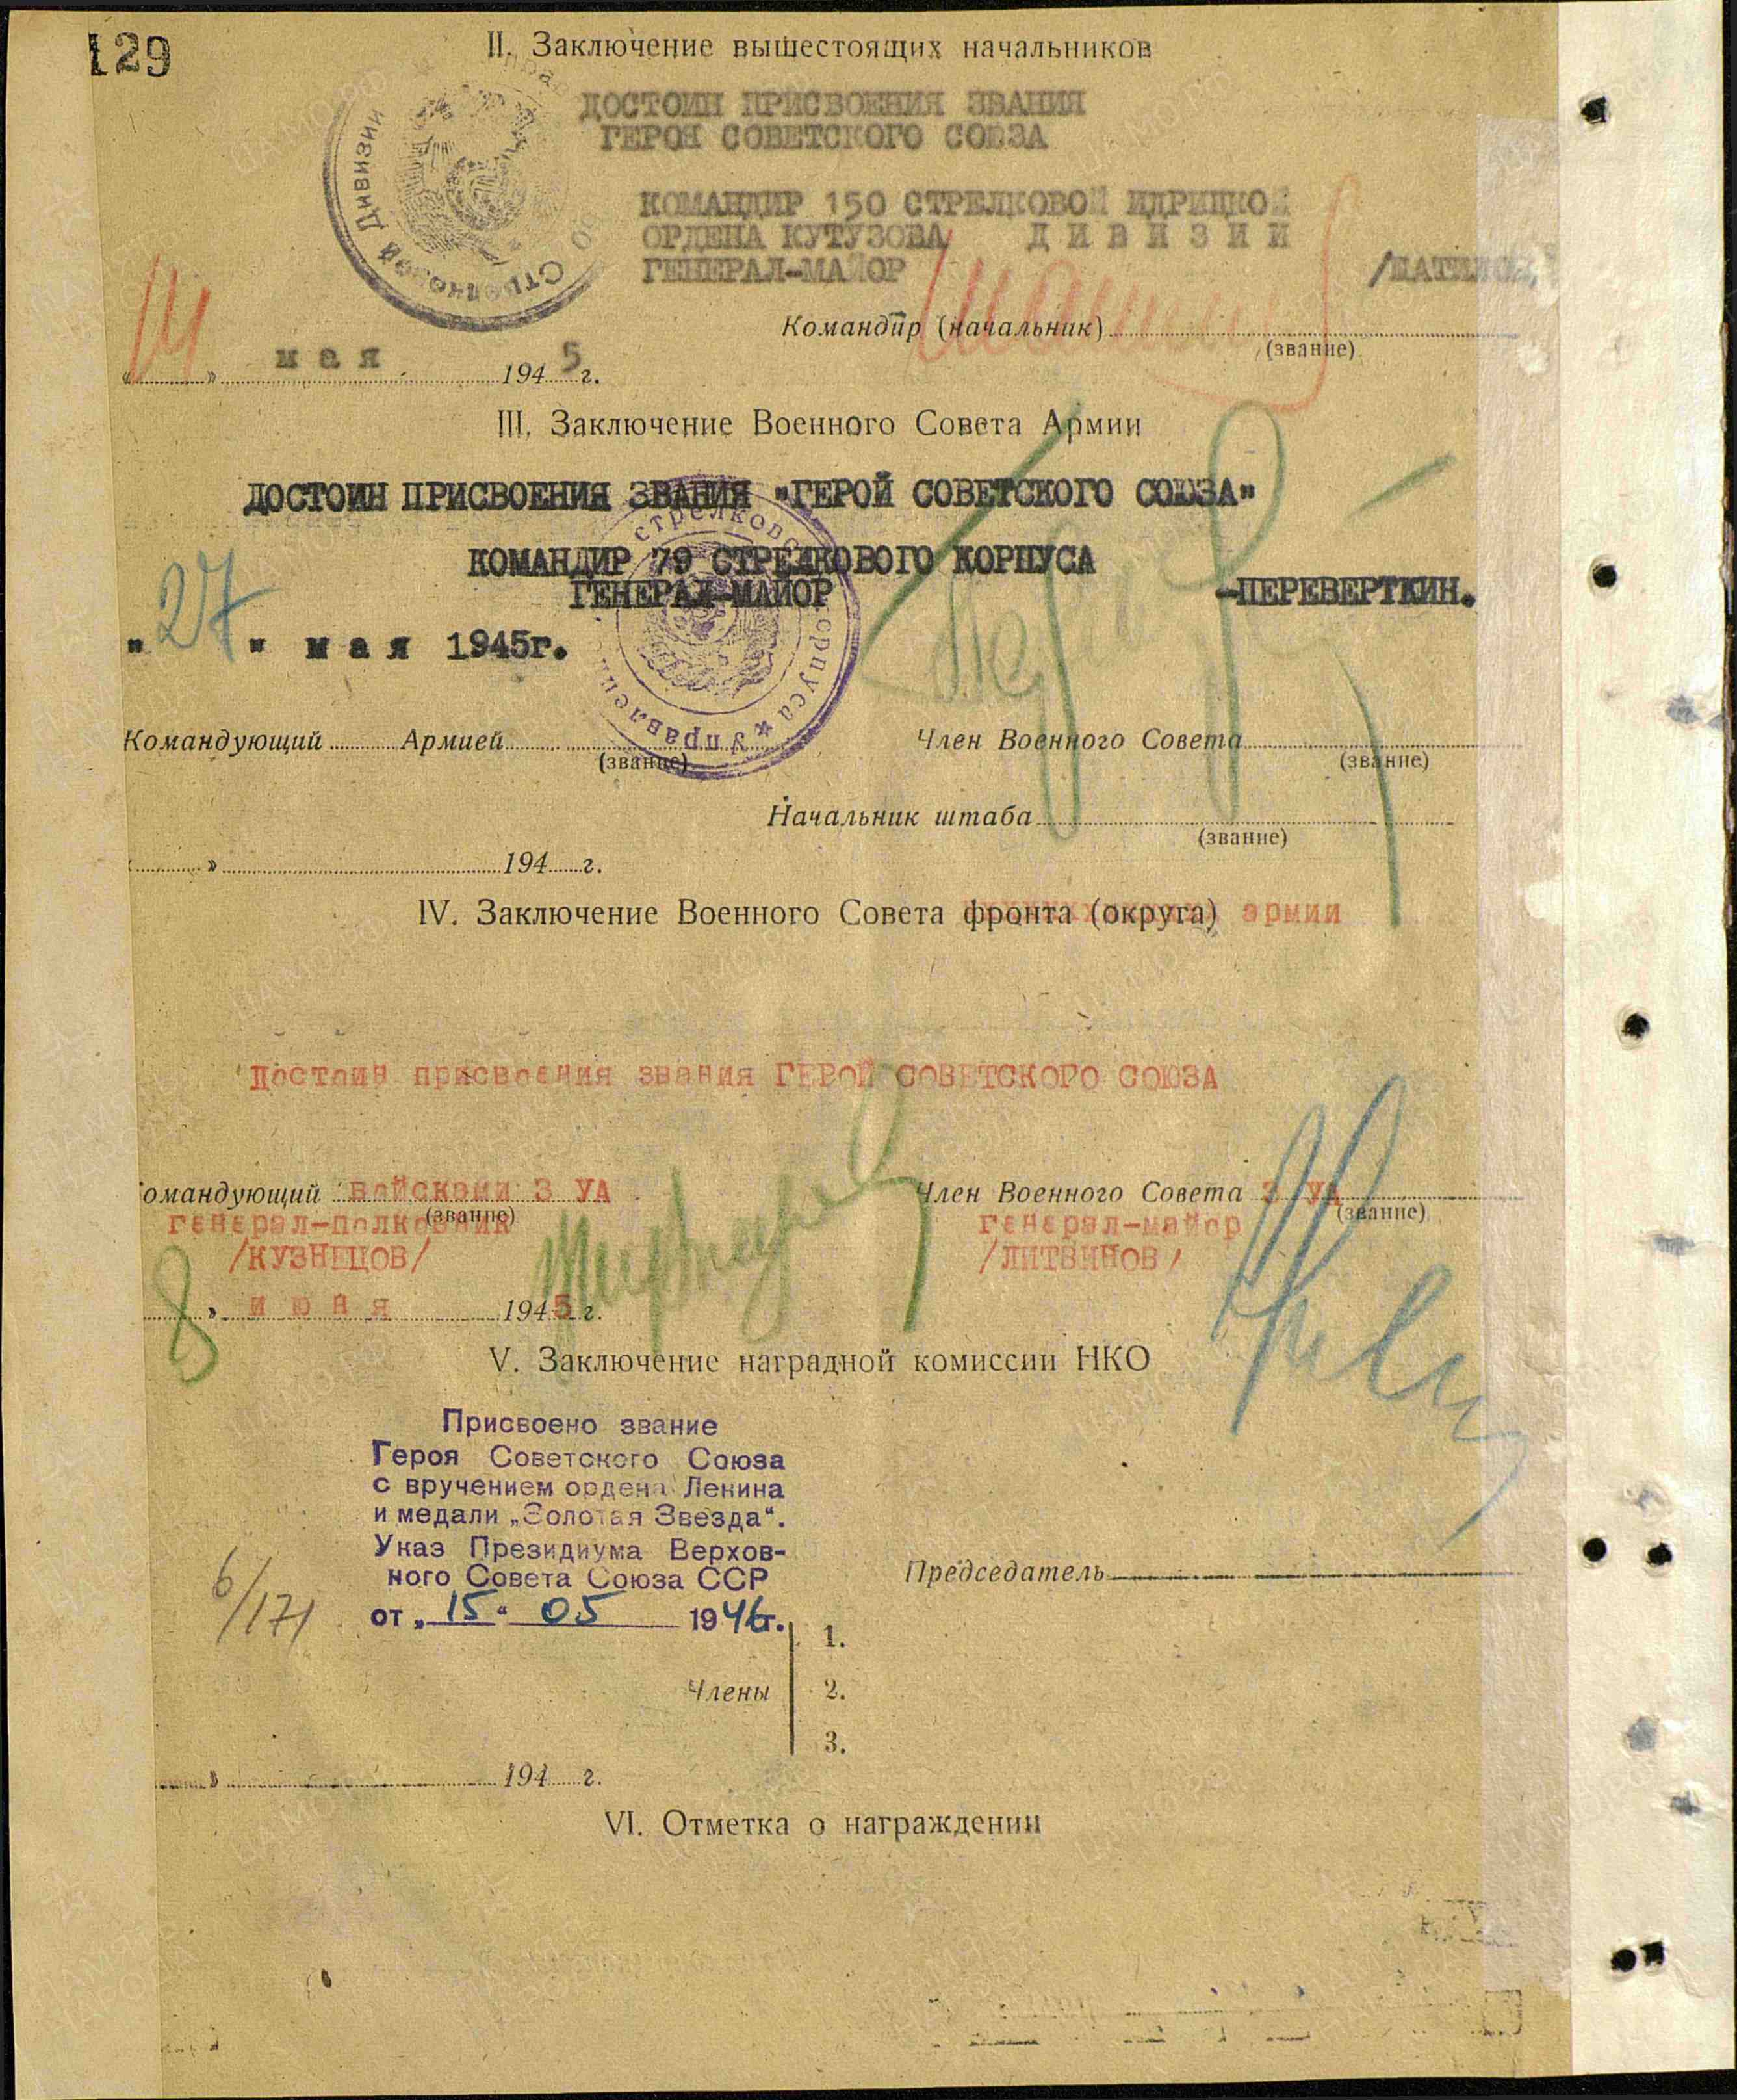 129
II. Заключение вышестоящих начальников
ДОСТОИН ПРИСВОЕНИЯ ЗВАНИЯ
ГЕРОЯ СОВЕТСКОГО СОЮЗА
КОМАНДИР 150 СТРЕЛКОВОЙ ИДРИЦКОЙ
ОРДЕНА КУТУЗОВА ДИВИЗИИ
ГЕНЕРАЛ-МАЙОР /ШАТИЛОВ/
Командир (начальник)
(звание)
« 14 » мая 1945 г.
III. Заключение Военного Совета Армии
ДОСТОИН ПРИСВОЕНИЯ ЗВАНИЯ "ГЕРОЙ СОВЕТСКОГО СОЮЗА"
КОМАНДИР 79 СТРЕЛКОВОГО КОРПУСА
ГЕНЕРАЛ-МАЙОР -ПЕРЕВЕРТКИН.
"27" мая 1945г.
Командующий Армией Член Военного Совета
(звание) (звание)
Начальник штаба
(звание)
» 194 г.
IV. Заключение Военного Совета фронта (округа) армии
Достоин присвоения звания ГЕРОЙ СОВЕТСКОГО СОЮЗА
омандующий войсками 3 УА Член Военного Совета 3 УА
(звание) (звание)
генерал-полковник генерал-майор
/КУЗНЕЦОВ/ /ЛИТВИНОВ/
8 » июня 1945 г.
V. Заключение наградной комиссии НКО
Присвоено звание
Героя Советского Союза
с вручением ордена Ленина
и медали „Золотая Звезда“.
Указ Президиума Верхов-
ного Совета Союза ССР
от „15“ 05 1946г.
6/171
Председатель
1.
Члены 2.
3.
» 194 г.
VI. Отметка о награждении